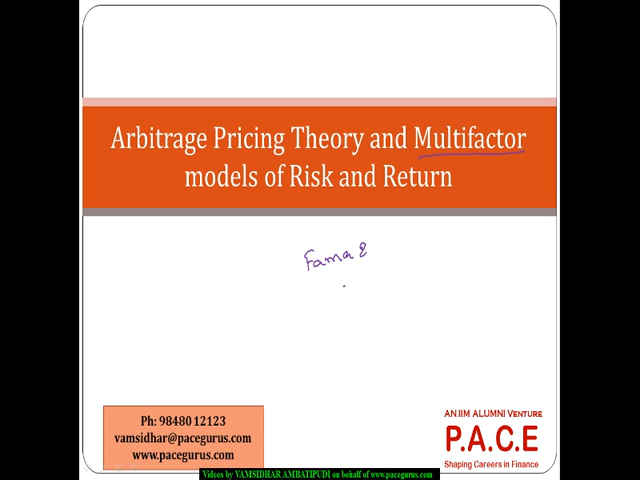 Arbitrage Pricing Theory and Multifactor
models of Risk and Return
Fama &
Ph: 98480 12123
vamsidhar@pacegurus.com
www.pacegurus.com
AN IIM ALUMNI VENTURE
P.A.C.E
Shaping Careers in Finance
Videos by VAMSIDHAR AMBATIPUDI on behalf of www.pacegurus.com